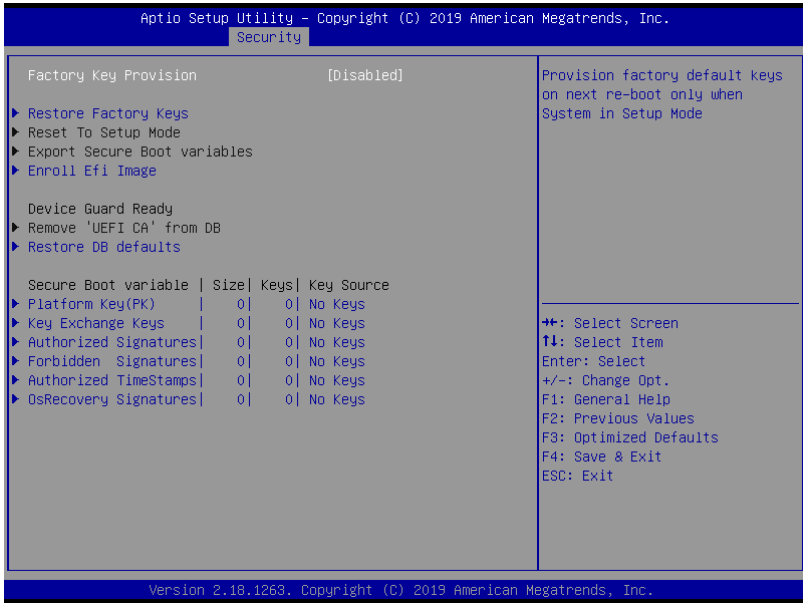 Aptio Setup Utility – Copyright (C) 2019 American Megatrends, Inc.
Security
Factory Key Provision [Disabled]
Restore Factory Keys
Reset To Setup Mode
Export Secure Boot variables
Enroll Efi Image
Device Guard Ready
Remove 'UEFI CA' from DB
Restore DB defaults
Secure Boot variable | Size| Keys| Key Source
Platform Key(PK) | 0| 0| No Keys
Key Exchange Keys | 0| 0| No Keys
Authorized Signatures| 0| 0| No Keys
Forbidden Signatures| 0| 0| No Keys
Authorized TimeStamps| 0| 0| No Keys
OsRecovery Signatures| 0| 0| No Keys
Provision factory default keys
on next re-boot only when
System in Setup Mode
→←: Select Screen
↑↓: Select Item
Enter: Select
+/-: Change Opt.
F1: General Help
F2: Previous Values
F3: Optimized Defaults
F4: Save & Exit
ESC: Exit
Version 2.18.1263. Copyright (C) 2019 American Megatrends, Inc.